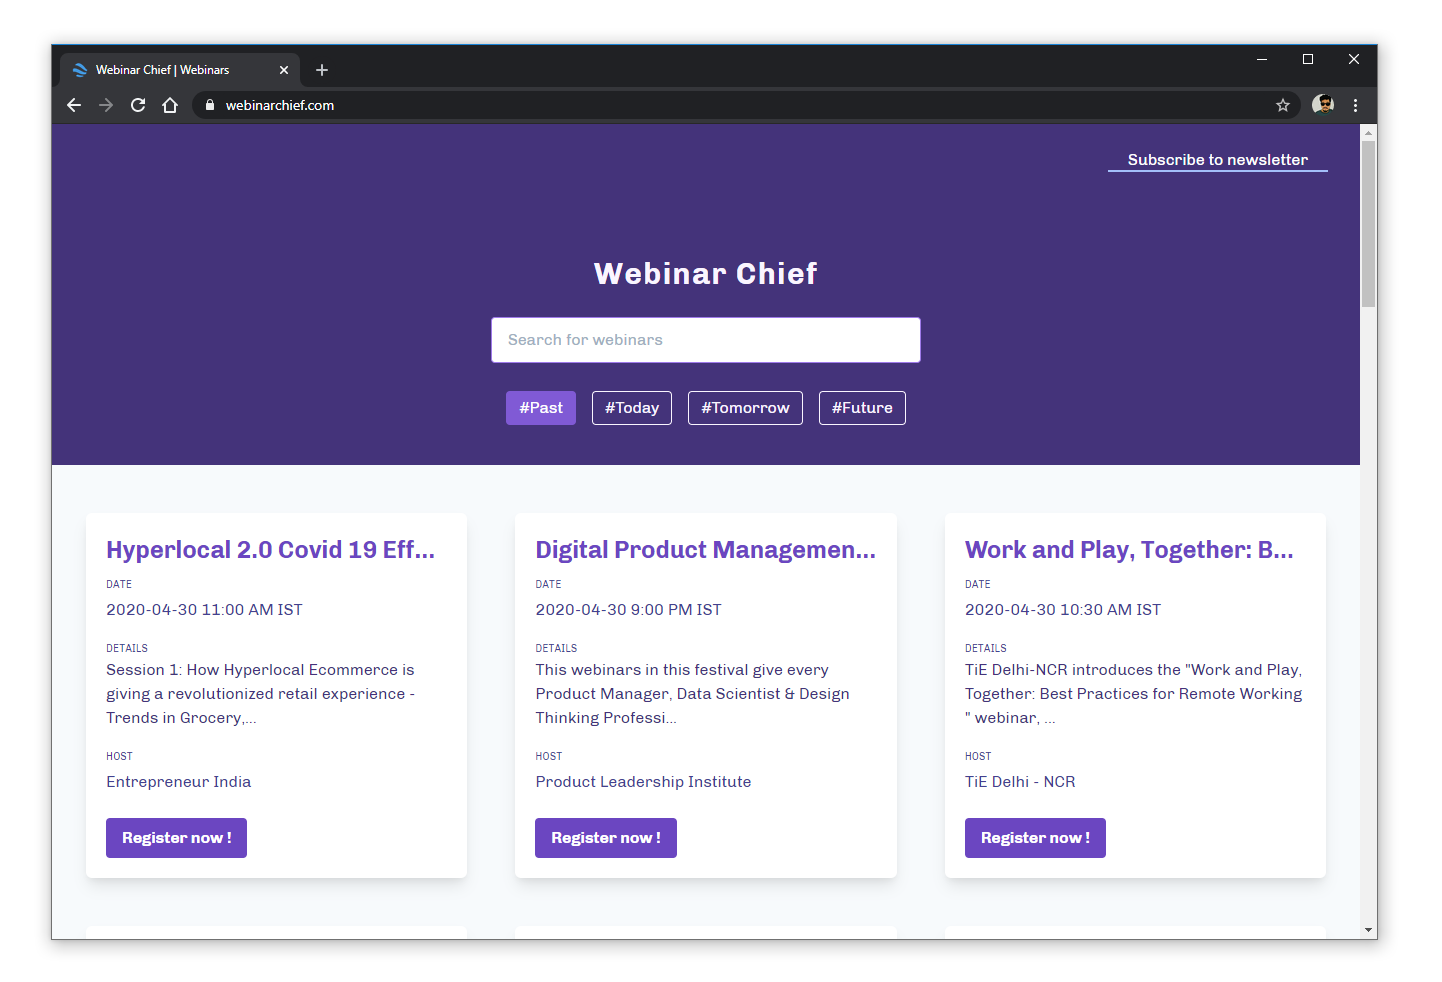 Webinar Chief | Webinars
webinarchief.com
Subscribe to newsletter
Webinar Chief
Search for webinars
#Past #Today #Tomorrow #Future
Hyperlocal 2.0 Covid 19 Eff...
DATE
2020-04-30 11:00 AM IST
DETAILS
Session 1: How Hyperlocal Ecommerce is
giving a revolutionized retail experience -
Trends in Grocery,...
HOST
Entrepreneur India
Register now !
Digital Product Managemen...
DATE
2020-04-30 9:00 PM IST
DETAILS
This webinars in this festival give every
Product Manager, Data Scientist & Design
Thinking Professi...
HOST
Product Leadership Institute
Register now !
Work and Play, Together: B...
DATE
2020-04-30 10:30 AM IST
DETAILS
TiE Delhi-NCR introduces the "Work and Play,
Together: Best Practices for Remote Working
" webinar, ...
HOST
TiE Delhi - NCR
Register now !